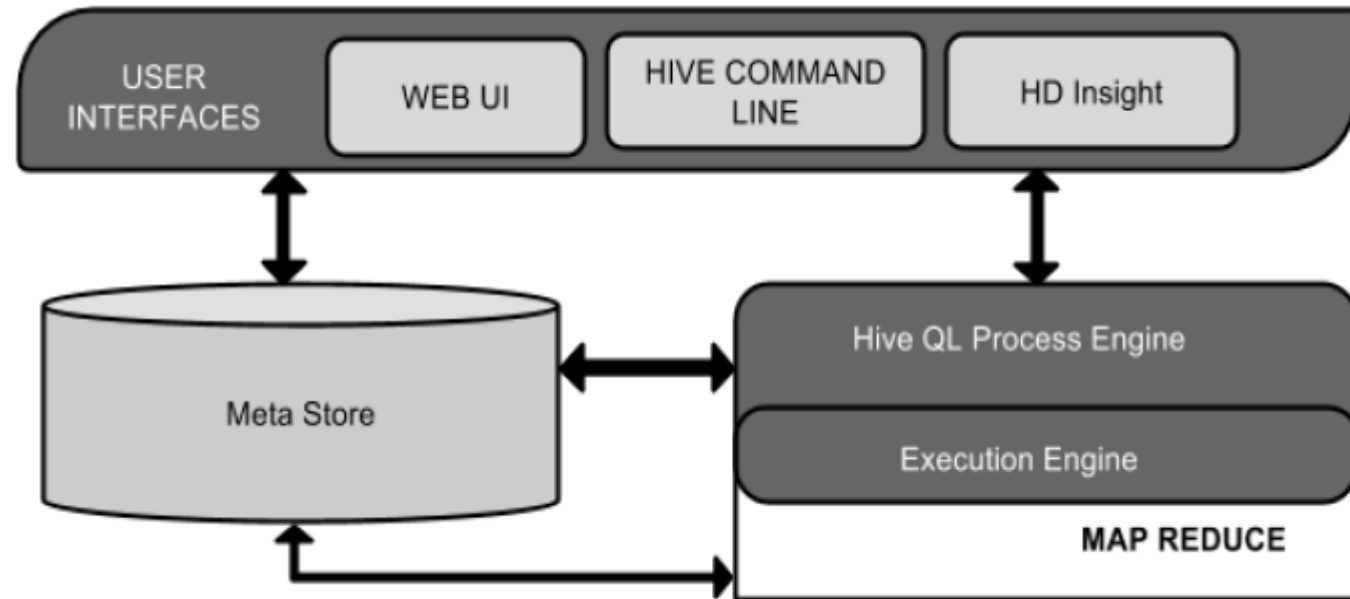 USER
INTERFACES
WEB UI
HIVE COMMAND
LINE
HD Insight
Meta Store
Hive QL Process Engine
Execution Engine
MAP REDUCE